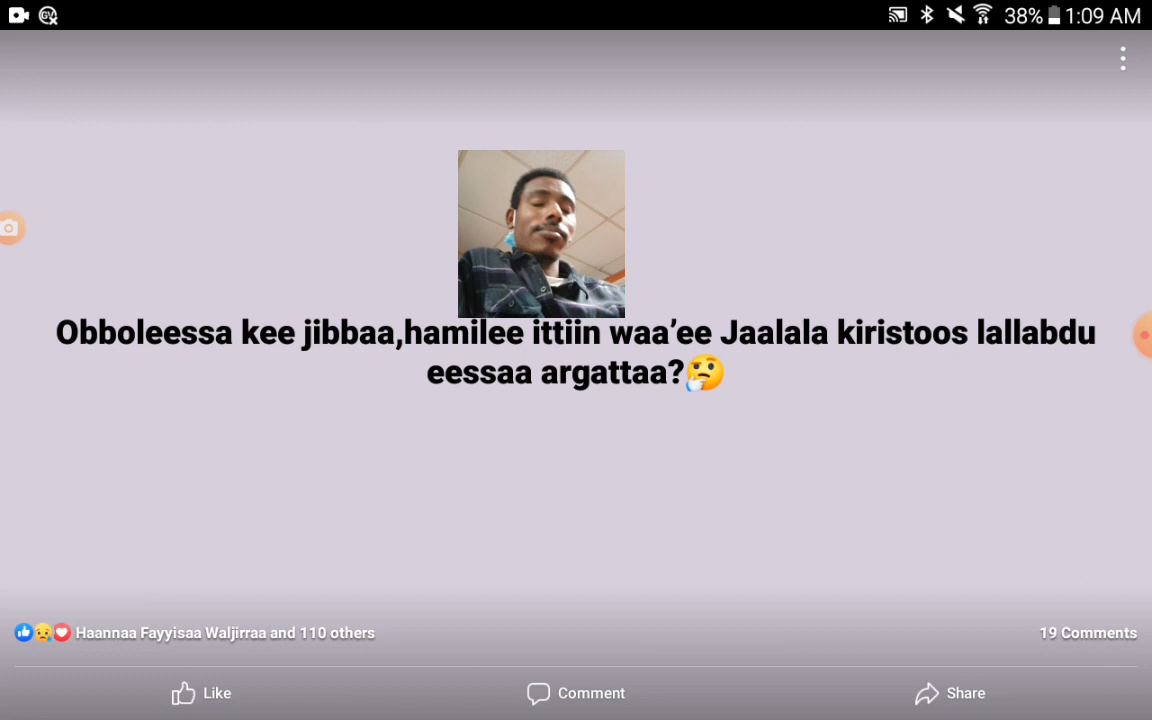 38% 1:09 AM
Obboleessa kee jibbaa,hamilee ittiin waa’ee Jaalala kiristoos lallabdu
eessaa argattaa?🤔
Haannaa Fayyisaa Waljirraa and 110 others
19 Comments
Like
Comment
Share